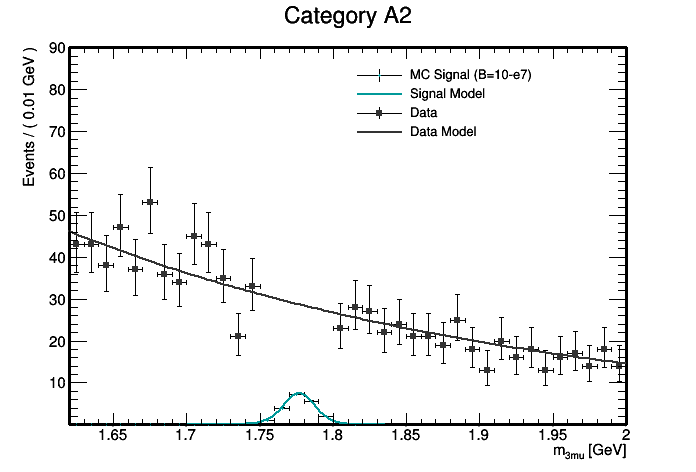 Category A2
Events / ( 0.01 GeV )
90
80
70
60
50
40
30
20
10
MC Signal (B=10-e7)
Signal Model
Data
Data Model
1.65
1.7
1.75
1.8
1.85
1.9
1.95
2
m3mu [GeV]